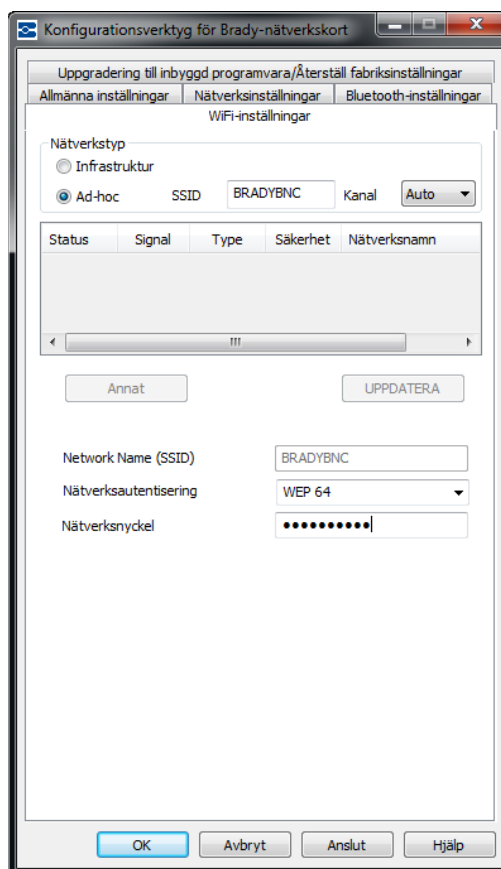 Konfigurationsverktyg för Brady-nätverkskort
Uppgradering till inbyggd programvara/Återställ fabriksinställningar
Allmänna inställningar Nätverksinställningar Bluetooth-inställningar
WiFi-inställningar
Nätverkstyp
Infrastruktur
Ad-hoc SSID BRADYBNC Kanal Auto
Status Signal Type Säkerhet Nätverksnamn
Annat UPPDATERA
Network Name (SSID) BRADYBNC
Nätverksautentisering WEP 64
Nätverksnyckel ●●●●●●●●●●
OK Avbryt Anslut Hjälp